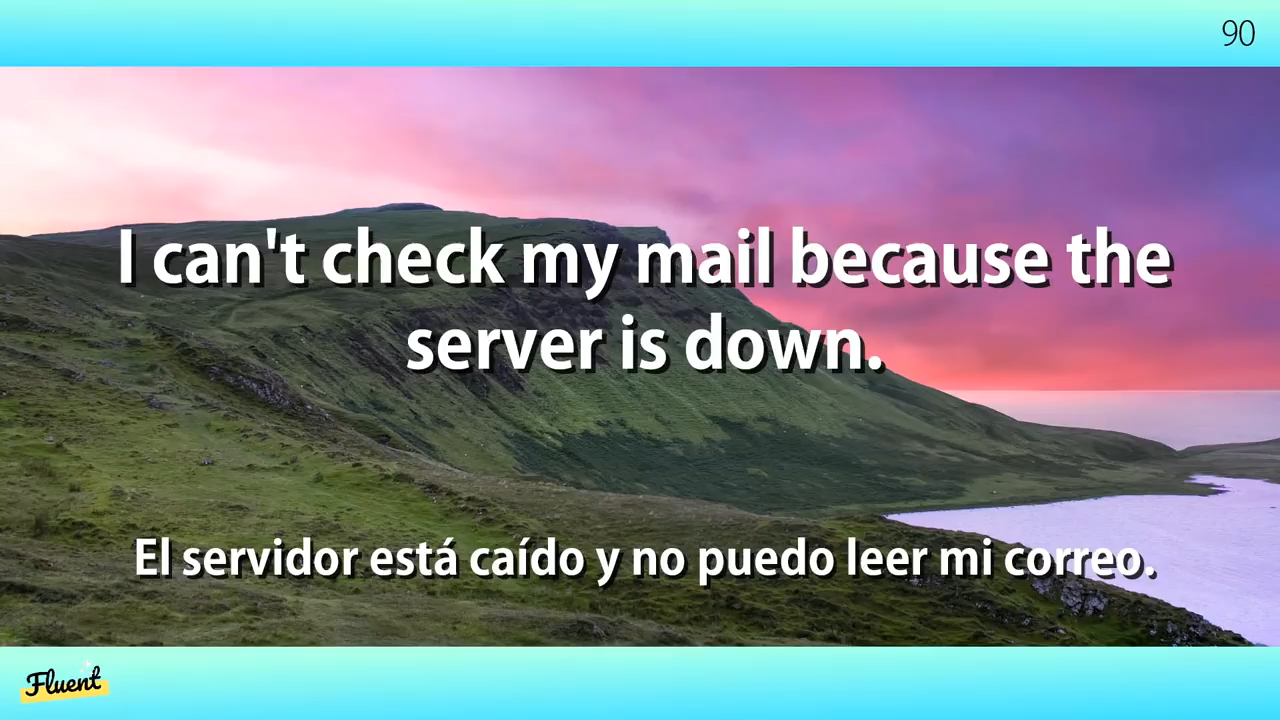 90
I can't check my mail because the
server is down.
El servidor está caído y no puedo leer mi correo.
Fluent